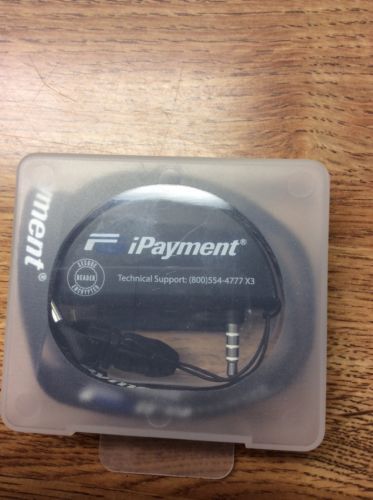 iPayment®
Technical Support: (800)554-4777 X3
SECURE
READER
ENCRYPTED
ment®